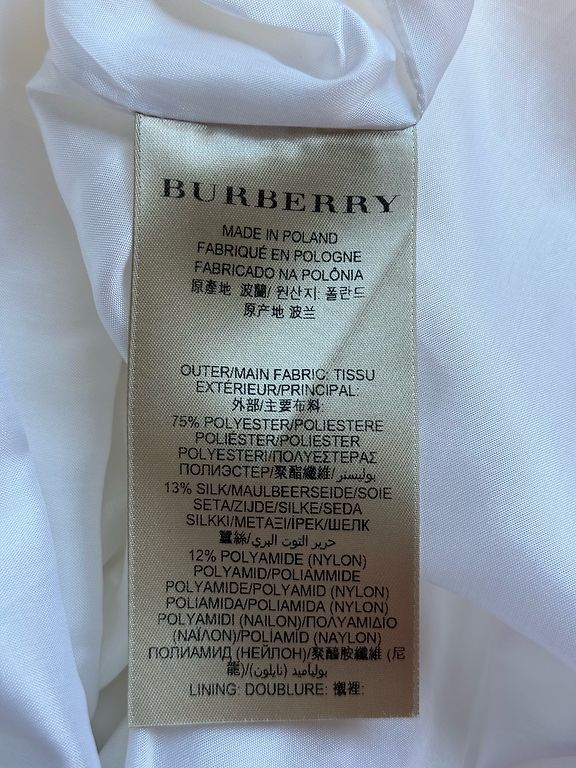 BURBERRY
MADE IN POLAND
FABRIQUÉ EN POLOGNE
FABRICADO NA POLÔNIA
原產地 波蘭/ 원산지: 폴란드
原产地 波兰
OUTER/MAIN FABRIC: TISSU
EXTÉRIEUR/PRINCIPAL:
外部/主要布料:
75% POLYESTER/POLIESTERE
POLIÉSTER/POLIESTER
POLYESTERI/ΠΟΛΥΕΣΤΕΡΑΣ
ПОЛИЭСТЕР/聚酯纖維/بوليستر
13% SILK/MAULBEERSEIDE/SOIE
SETA/ZIJDE/SILKE/SEDA
SILKKI/ΜΕΤΑΞΙ/IPEK/ШЕЛК
蠶絲/حرير التوت البري
12% POLYAMIDE (NYLON)
POLYAMID/POLIAMMIDE
POLYAMIDE/POLYAMID (NYLON)
POLIAMIDA/POLIAMIDA (NYLON)
POLYAMIDI (NAILON)/ΠΟΛΥΑΜΙΔΙΟ
(ΝΑΪΛΟΝ)/POLİAMİD (NAYLON)
ПОЛИАМИД (НЕЙЛОН)/聚醯胺纖維 (尼
龍)/بولياميد (نايلون)
LINING: DOUBLURE: 襯裡: